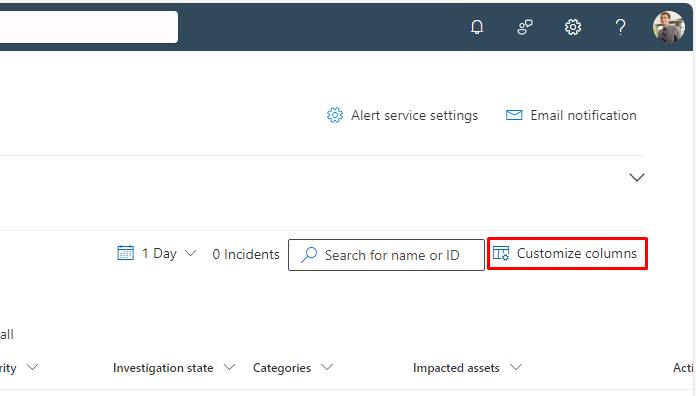 Alert service settings Email notification
1 Day 0 Incidents Search for name or ID Customize columns
all
rity Investigation state Categories Impacted assets Acti